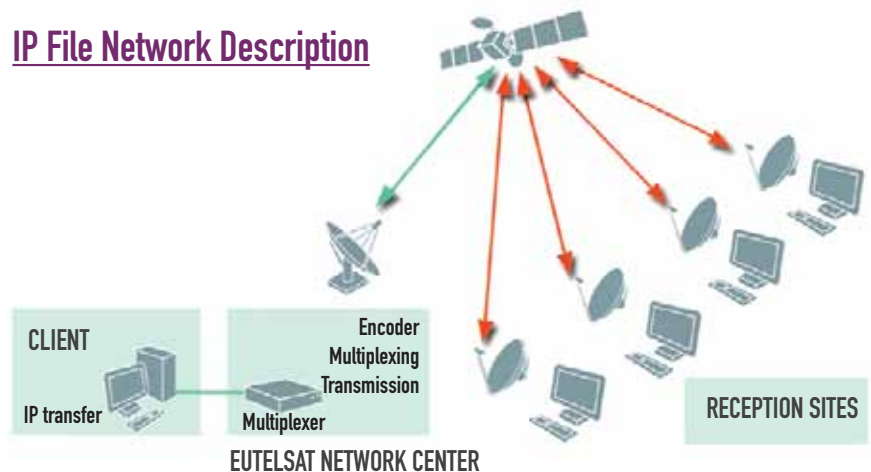 IP File Network Description
CLIENT
IP transfer
Encoder
Multiplexing
Transmission
Multiplexer
EUTELSAT NETWORK CENTER
RECEPTION SITES